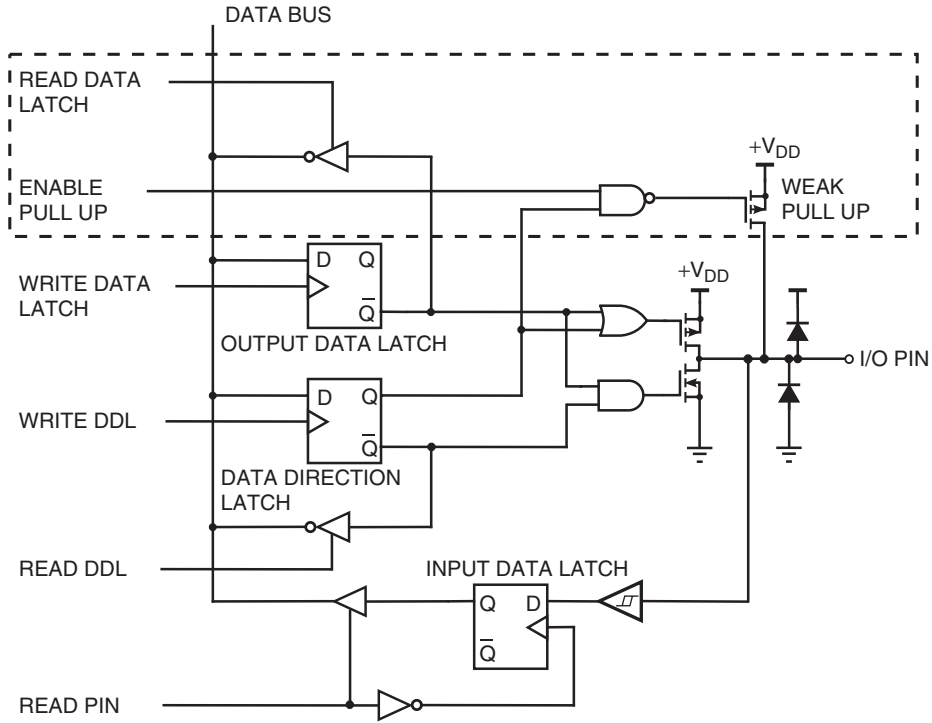 DATA BUS
READ DATA
LATCH
+VDD
ENABLE
PULL UP
WEAK
PULL UP
D Q
Q̅
WRITE DATA
LATCH
+VDD
OUTPUT DATA LATCH
I/O PIN
D Q
Q̅
WRITE DDL
DATA DIRECTION
LATCH
READ DDL
INPUT DATA LATCH
Q D
Q̅
READ PIN